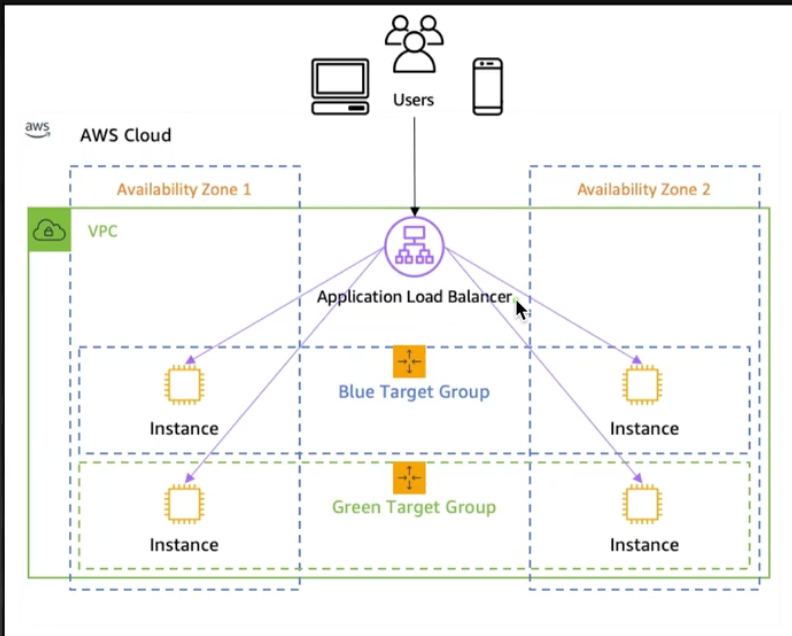 Users
aws
AWS Cloud
Availability Zone 1
Availability Zone 2
VPC
Application Load Balancer
Blue Target Group
Instance
Instance
Green Target Group
Instance
Instance